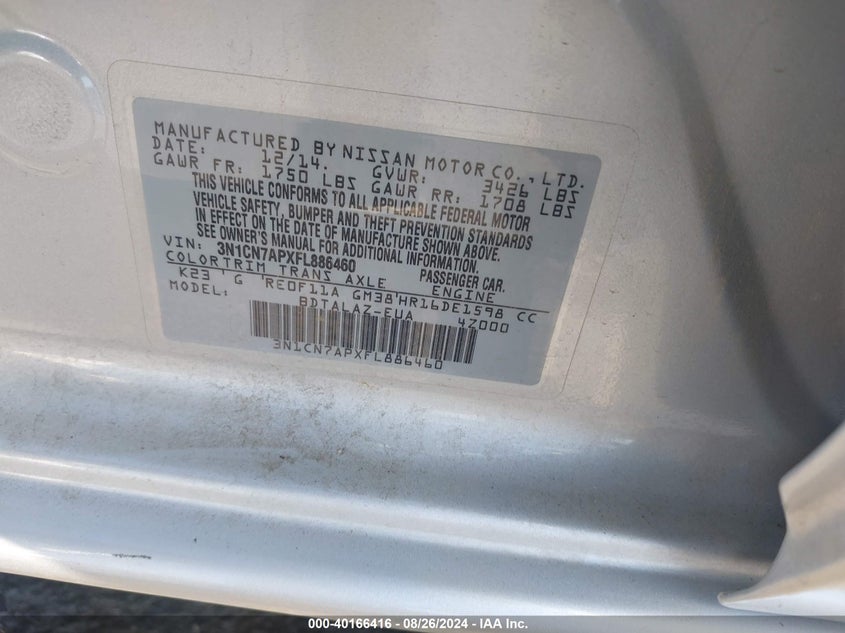 MANUFACTURED BY NISSAN MOTOR CO., LTD.
DATE: 12/14. GVWR: 3426 LBS
GAWR FR: 1750 LBS GAWR RR: 1708 LBS
THIS VEHICLE CONFORMS TO ALL APPLICABLE FEDERAL MOTOR
VEHICLE SAFETY, BUMPER AND THEFT PREVENTION STANDARDS
IN EFFECT ON THE DATE OF MANUFACTURE SHOWN ABOVE.
SEE OWNER'S MANUAL FOR ADDITIONAL INFORMATION.
VIN: 3N1CN7APXFL886460 PASSENGER CAR.
COLOR TRIM TRANS AXLE ENGINE
K23 ' G 'RE0F11A GM38'HR16DE1598 CC
MODEL: BDTALAZ-EUA 4Z000
3N1CN7APXFL886460
000-40166416 - 08/26/2024 - IAA Inc.